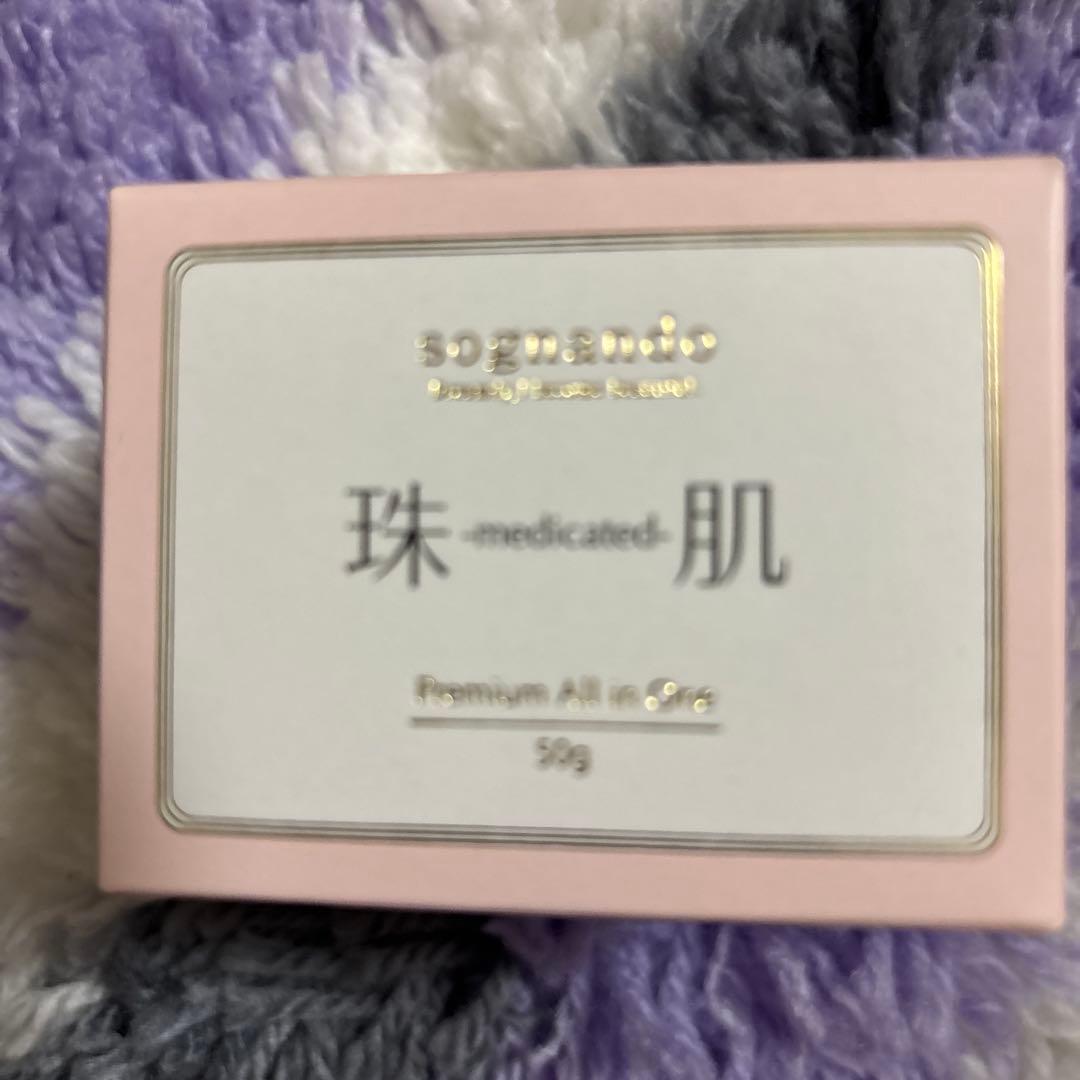 sognando
珠 -medicated- 肌
Premium All in One
50g